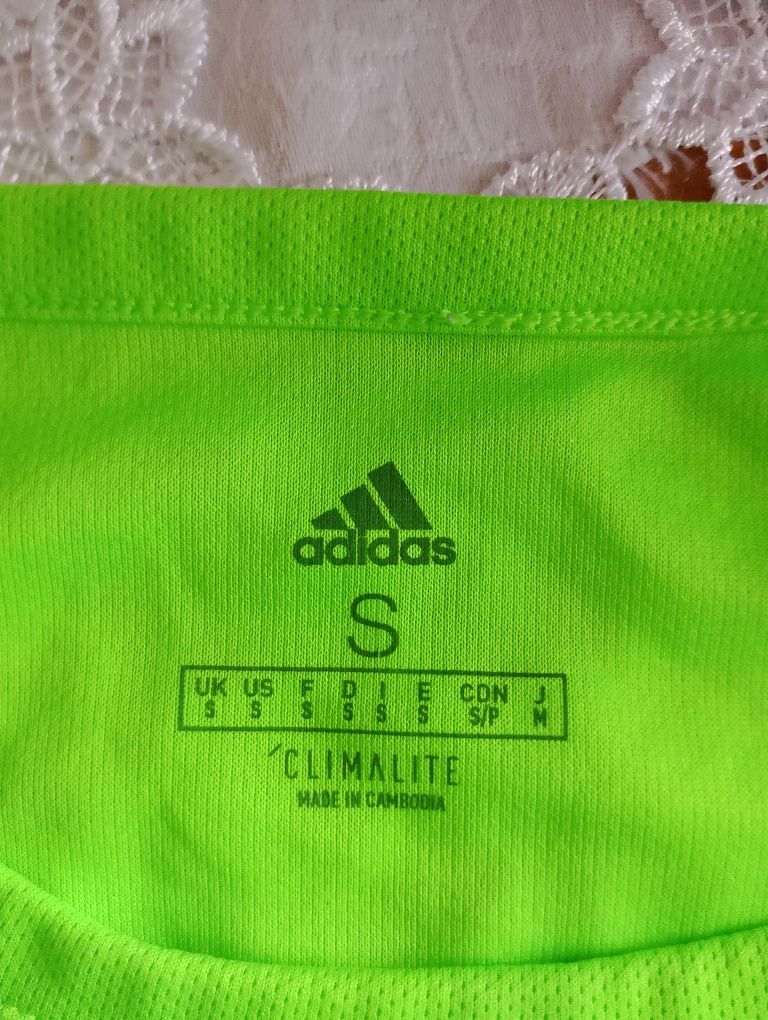 adidas
S
UK US F D I E CDN J
S S S S S S S/P M
CLIMALITE
MADE IN CAMBODIA